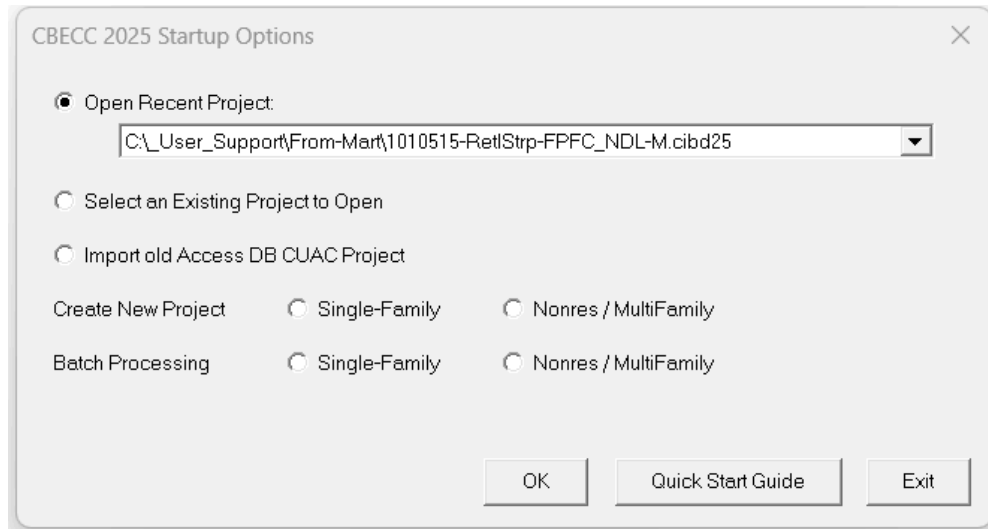 CBECC 2025 Startup Options
Open Recent Project:
C:\_User_Support\From-Mart\1010515-RetlStrp-FPFC_NDL-M.cibd25
Select an Existing Project to Open
Import old Access DB CUAC Project
Create New Project Single-Family Nonres / MultiFamily
Batch Processing Single-Family Nonres / MultiFamily
OK Quick Start Guide Exit